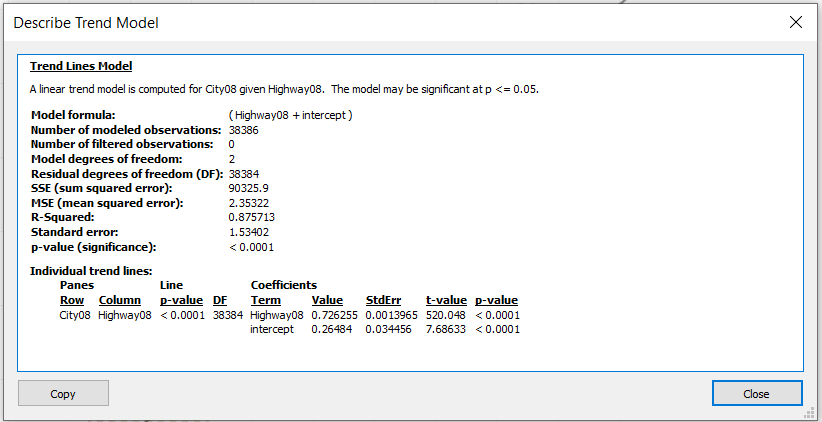 Describe Trend Model
Trend Lines Model
A linear trend model is computed for City08 given Highway08. The model may be significant at p <= 0.05.
Model formula: ( Highway08 + intercept )
Number of modeled observations: 38386
Number of filtered observations: 0
Model degrees of freedom: 2
Residual degrees of freedom (DF): 38384
SSE (sum squared error): 90325.9
MSE (mean squared error): 2.35322
R-Squared: 0.875713
Standard error: 1.53402
p-value (significance): < 0.0001
Individual trend lines:
Panes Line Coefficients
Row Column p-value DF Term Value StdErr t-value p-value
City08 Highway08 < 0.0001 38384 Highway08 0.726255 0.0013965 520.048 < 0.0001
intercept 0.26484 0.034456 7.68633 < 0.0001
Copy Close